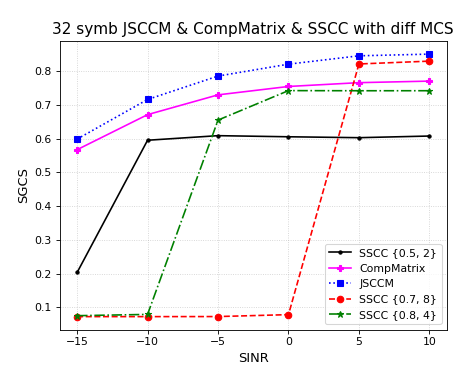 32 symb JSCCM & CompMatrix & SSCC with diff MCS
SGCS
0.8
0.7
0.6
0.5
0.4
0.3
0.2
0.1
SSCC {0.5, 2}
CompMatrix
JSCCM
SSCC {0.7, 8}
SSCC {0.8, 4}
−15
−10
−5
0
5
10
SINR